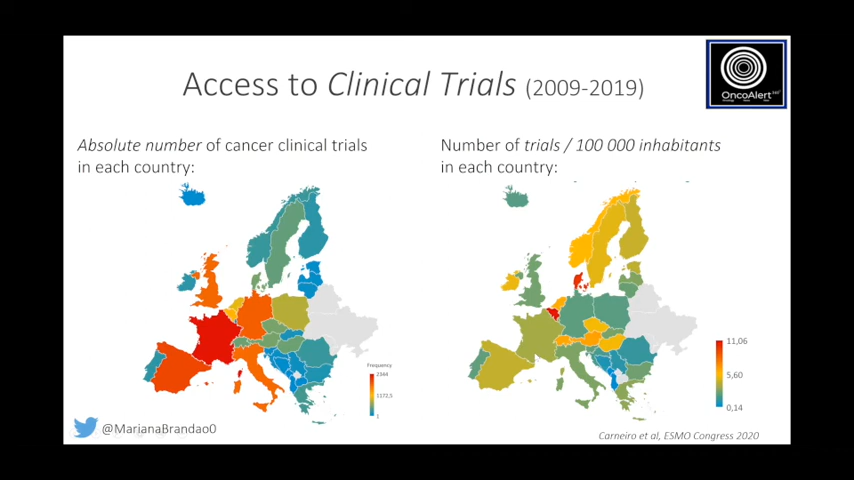 Access to Clinical Trials (2009-2019)
OncoAlert
Absolute number of cancer clinical trials
in each country:
Number of trials / 100 000 inhabitants
in each country:
Frequency
2344
1172,5
1
11,06
5,60
0,14
@MarianaBrandao0
Carneiro et al, ESMO Congress 2020